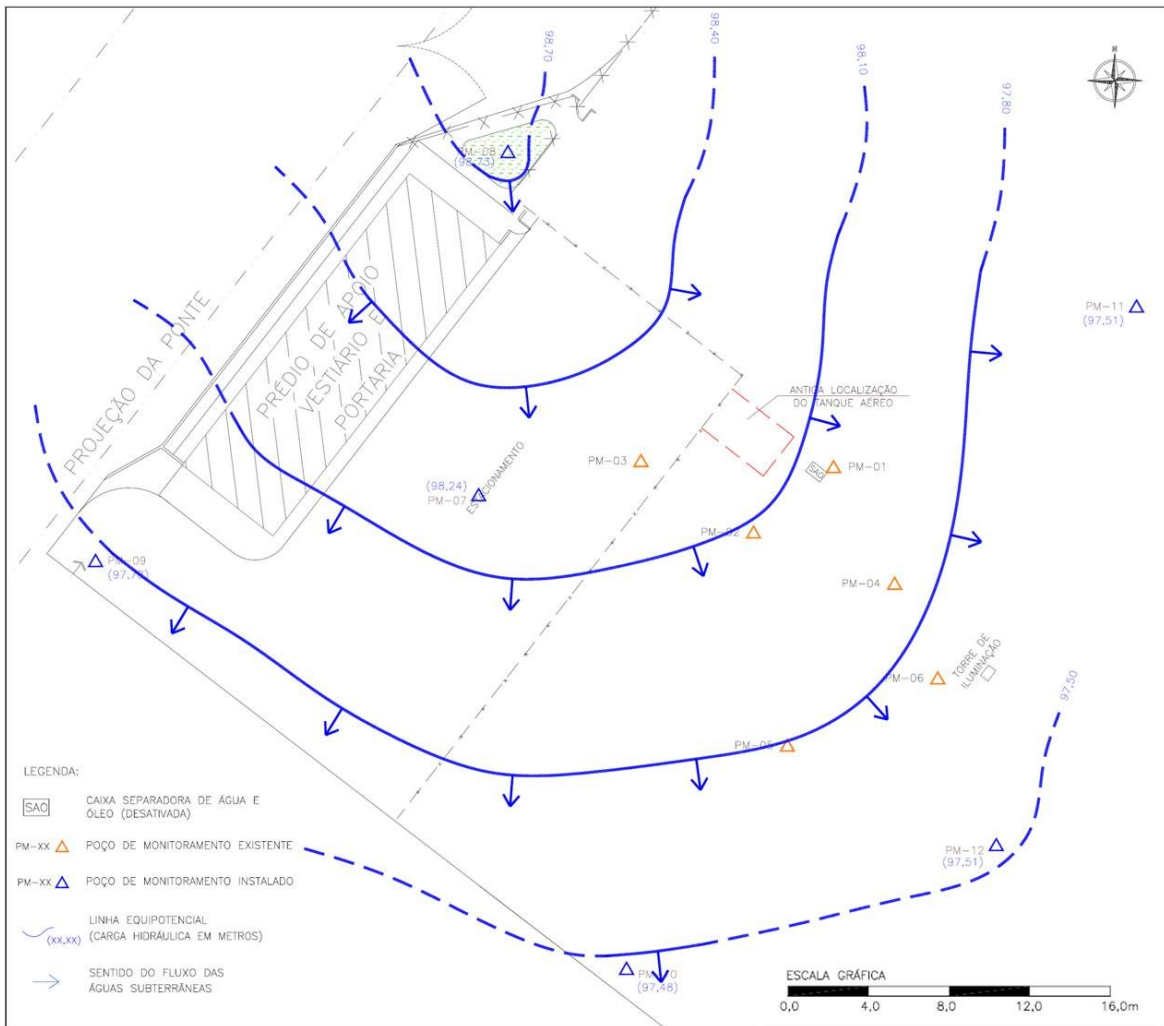 98,70
98,40
98,10
97,80
N
PM-08
(98,73)
PROJEÇÃO DA PONTE
PRÉDIO DE APOIO
VESTIÁRIO E
PORTARIA
PM-11
(97,51)
ANTIGA LOCALIZAÇÃO
DO TANQUE AÉREO
PM-03
SAO
PM-01
(98,24)
PM-07
ESTACIONAMENTO
PM-02
PM-09
PM-04
TORRE DE
ILUMINAÇÃO
PM-06
97,50
PM-05
PM-12
(97,51)
(97,48)
LEGENDA:
SAO
CAIXA SEPARADORA DE ÁGUA E
ÓLEO (DESATIVADA)
PM-XX
POÇO DE MONITORAMENTO EXISTENTE
PM-XX
POÇO DE MONITORAMENTO INSTALADO
(XX,XX)
LINHA EQUIPOTENCIAL
(CARGA HIDRÁULICA EM METROS)
SENTIDO DO FLUXO DAS
ÁGUAS SUBTERRÂNEAS
ESCALA GRÁFICA
0,0 4,0 8,0 12,0 16,0m